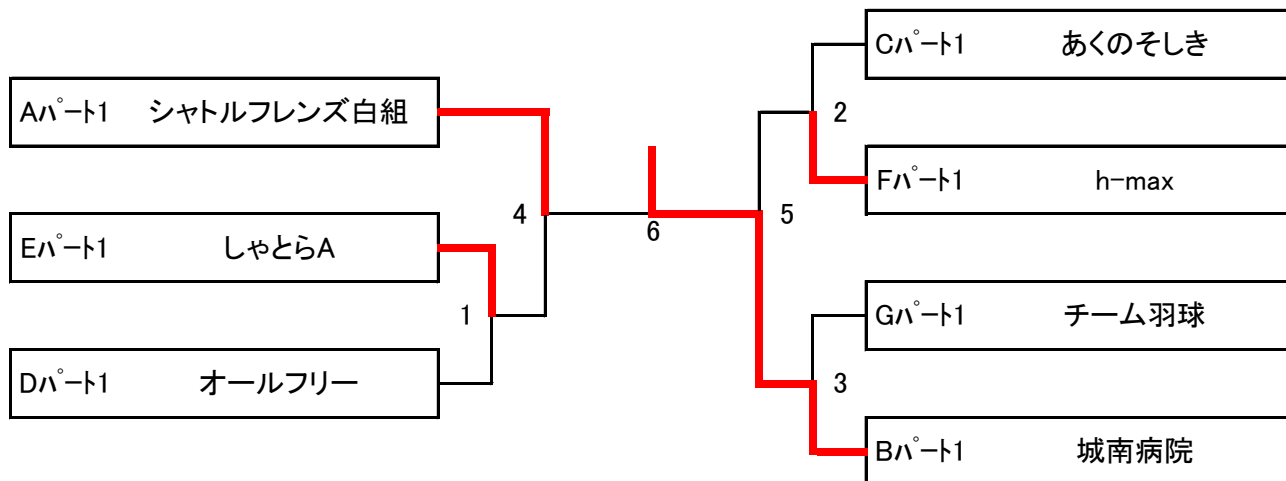 Aﾊﾟｰﾄ1 シャトルフレンズ白組
Eﾊﾟｰﾄ1 しゃとらA
Dﾊﾟｰﾄ1 オールフリー
1
4
6
5
2
3
Cﾊﾟｰﾄ1 あくのそしき
Fﾊﾟｰﾄ1 h-max
Gﾊﾟｰﾄ1 チーム羽球
Bﾊﾟｰﾄ1 城南病院